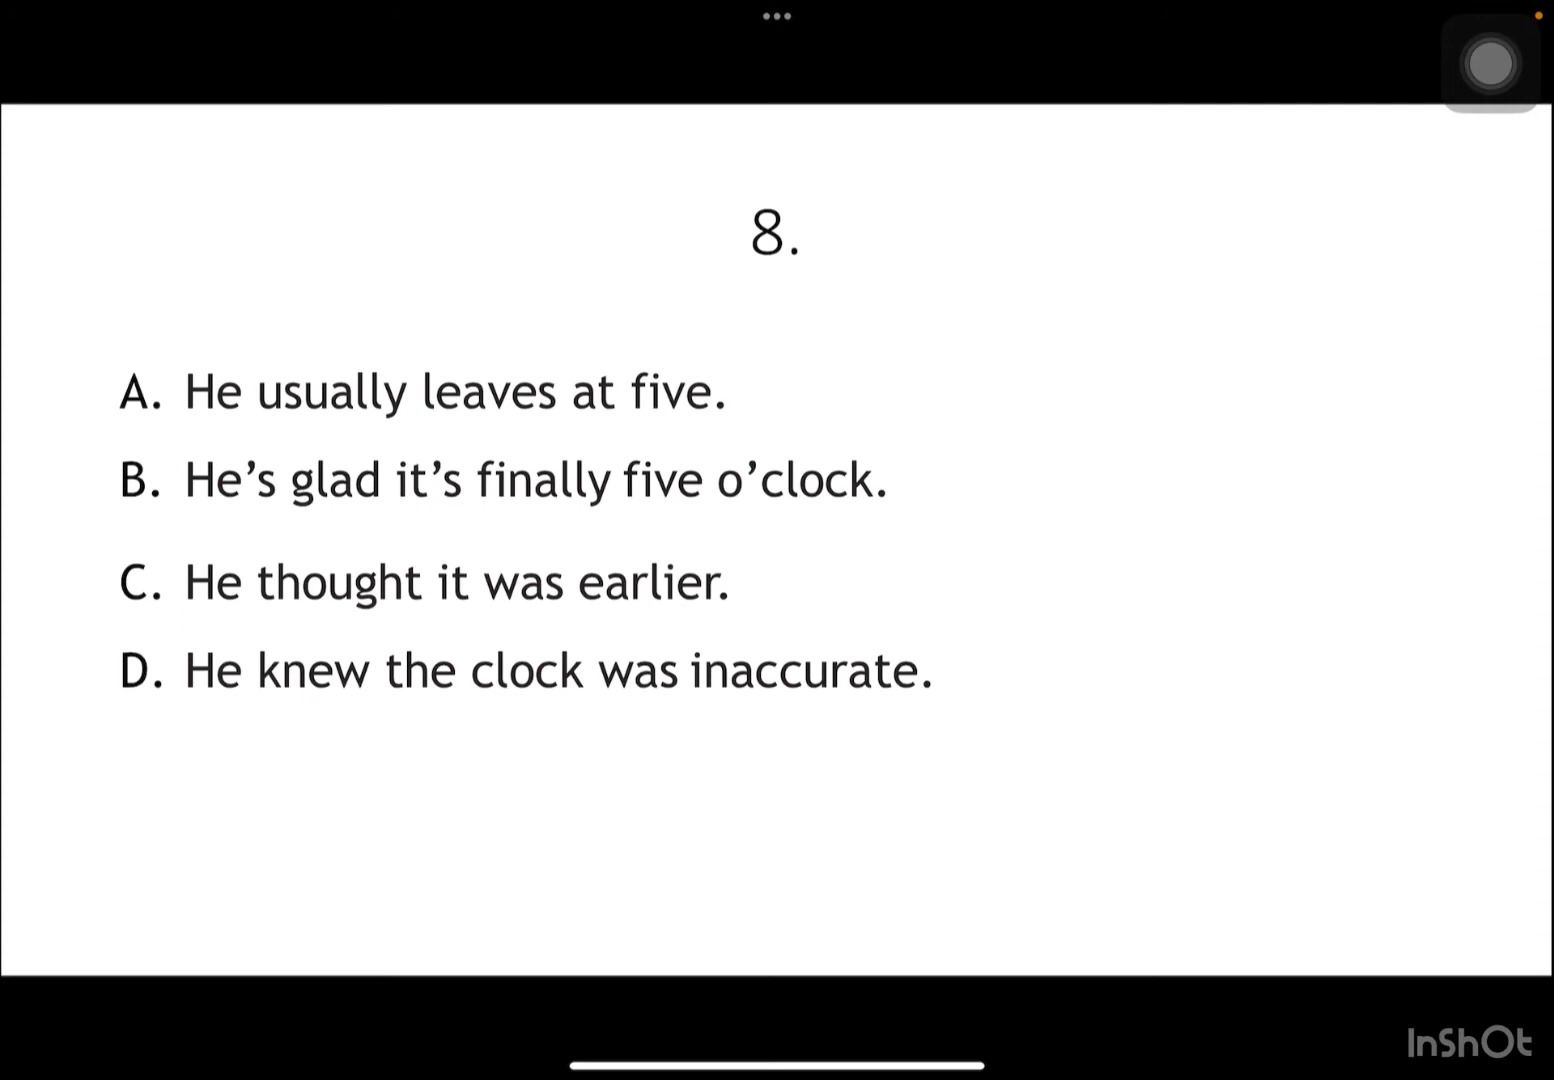 8.
A. He usually leaves at five.
B. He’s glad it’s finally five o’clock.
C. He thought it was earlier.
D. He knew the clock was inaccurate.
InShOt